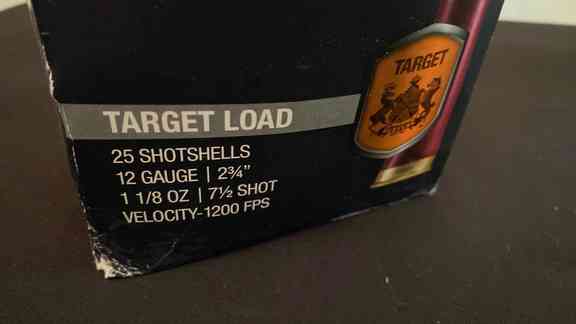 TARGET
TARGET LOAD
25 SHOTSHELLS
12 GAUGE | 2¾”
1 1/8 OZ | 7½ SHOT
VELOCITY-1200 FPS